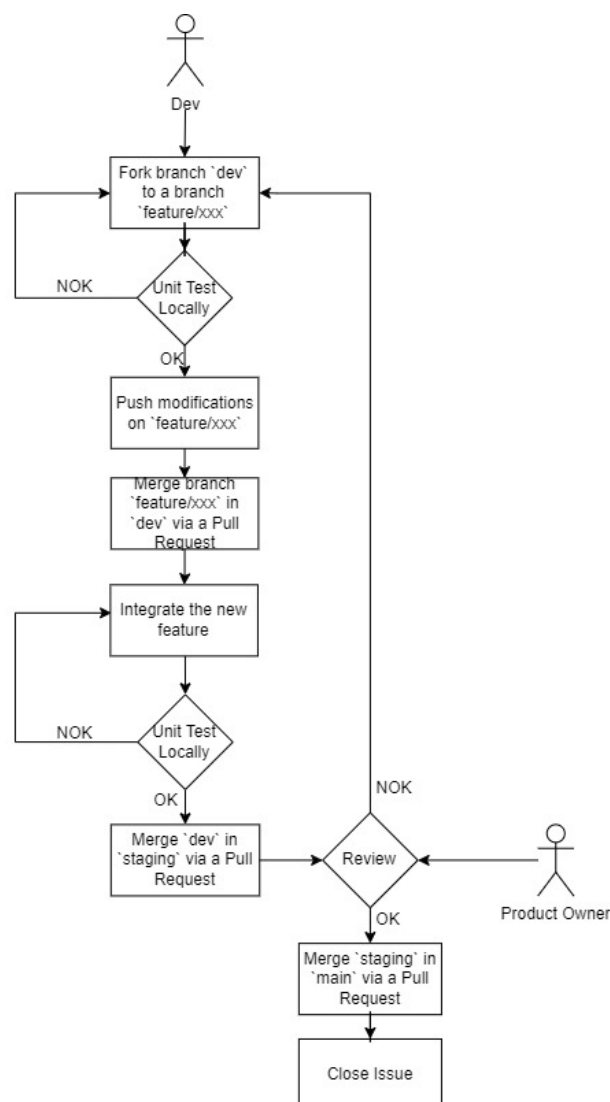 Dev
Fork branch `dev`
to a branch
`feature/xxx`
NOK
Unit Test
Locally
OK
Push modifications
on `feature/xxx`
Merge branch
`feature/xxx` in
`dev` via a Pull
Request
Integrate the new
feature
NOK
Unit Test
Locally
OK
NOK
Merge `dev` in
`staging` via a Pull
Request
Review
Product Owner
OK
Merge `staging` in
`main` via a Pull
Request
Close Issue